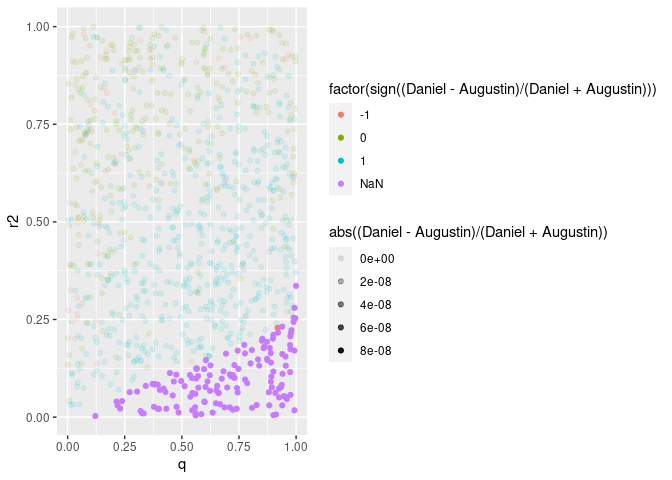 1.00
0.75
0.50
0.25
0.00
r2
0.00 0.25 0.50 0.75 1.00
q
factor(sign((Daniel - Augustin)/(Daniel + Augustin)))
-1
0
1
NaN
abs((Daniel - Augustin)/(Daniel + Augustin))
0e+00
2e-08
4e-08
6e-08
8e-08